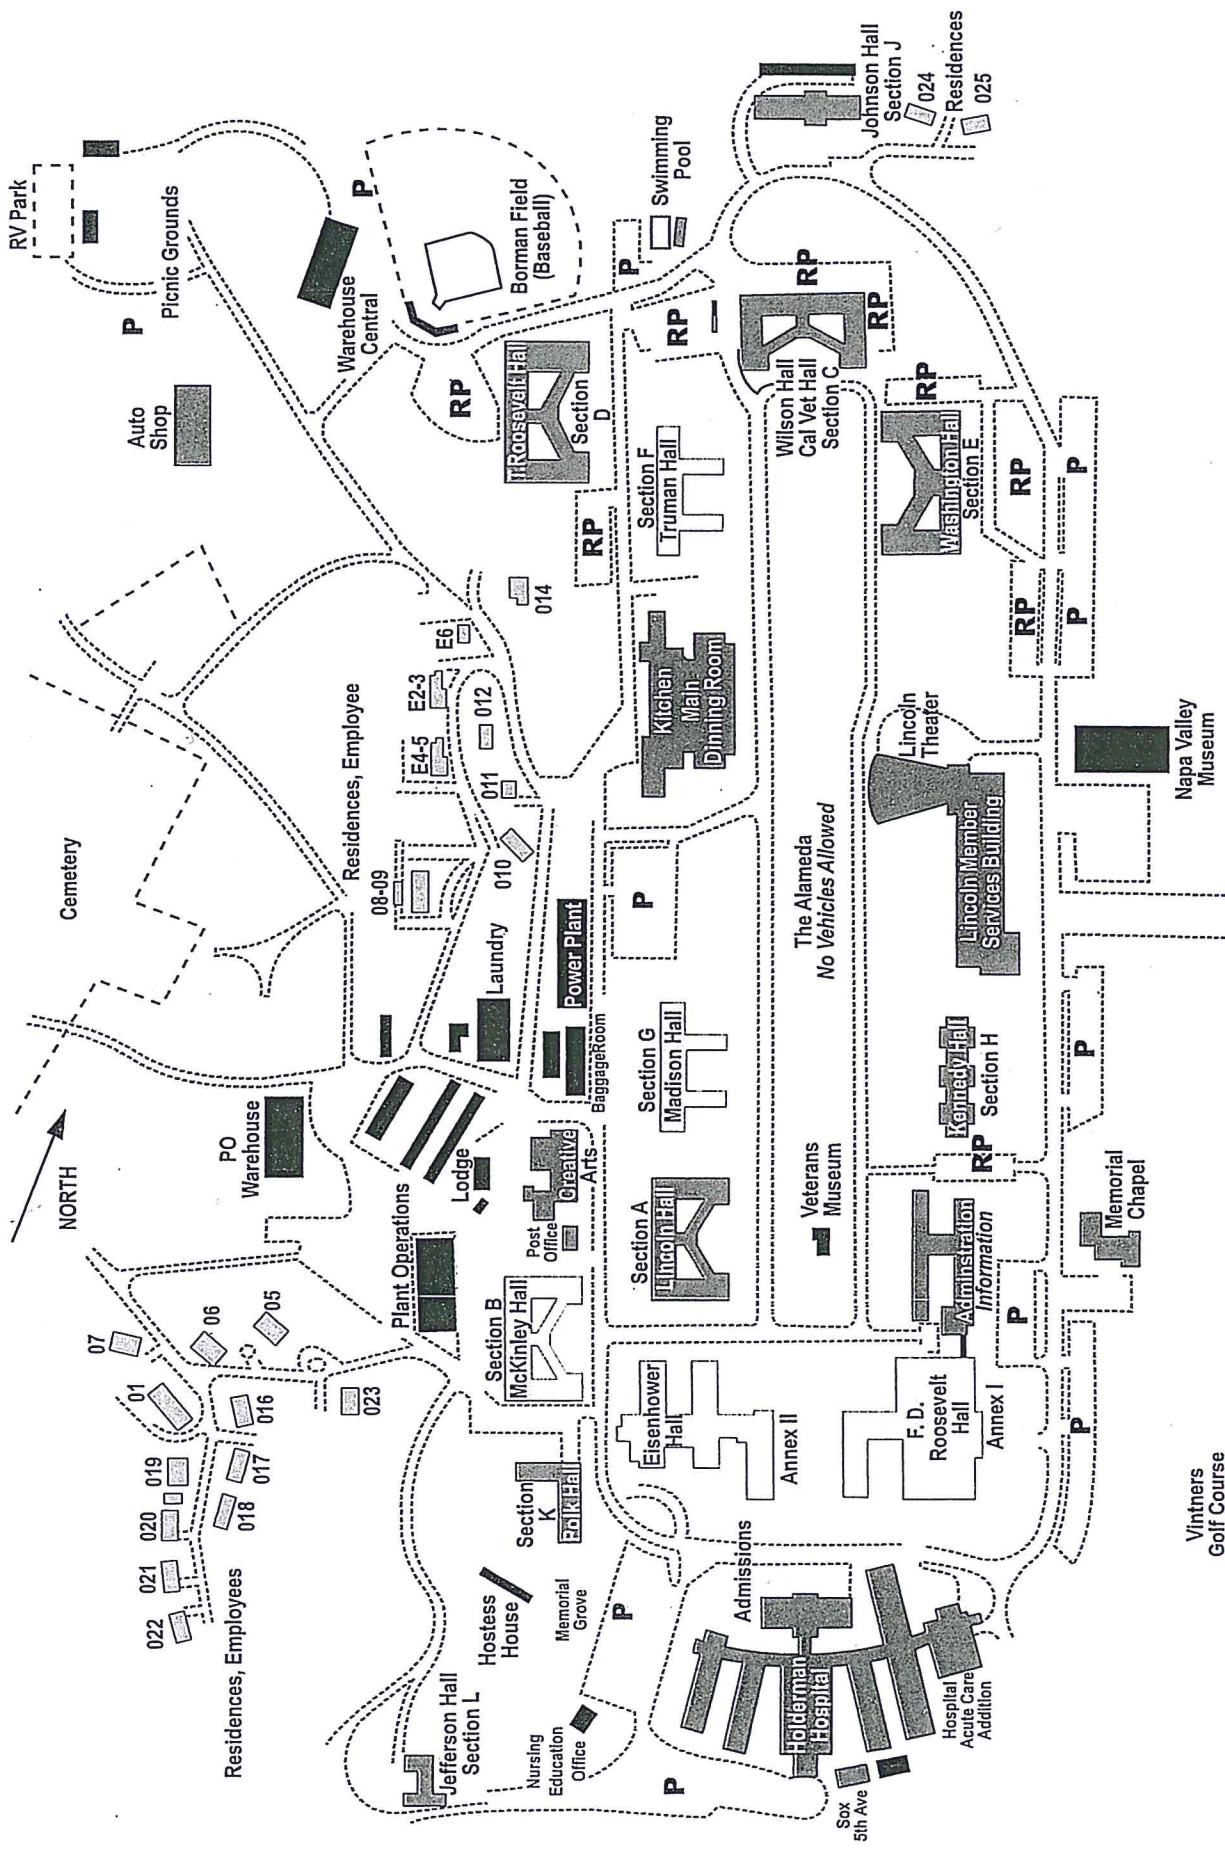 RV Park
Picnic Grounds
P
Auto
Shop
Warehouse
Central
P
Borman Field
(Baseball)
RP
T Roosevelt Hall
Section
D
RP
P
Swimming
Pool
RP
Johnson Hall
Section J
024
Residences
025
Wilson Hall
Cal Vet Hall
Section C
RP
RP
RP
Washington Hall
Section E
RP
P
RP
P
Section F
Truman Hall
014
E6
E2-3
E4-5
012
011
Residences, Employee
08-09
010
Cemetery
Kitchen
Main
Dinning Room
Lincoln
Theater
Lincoln Member
Services Building
Napa Valley
Museum
The Alameda
No Vehicles Allowed
P
Power Plant
Laundry
BaggageRoom
Section G
Madison Hall
Kennedy Hall
Section H
RP
P
NORTH
PO
Warehouse
Plant Operations
Lodge
Creative
Arts
Post
Office
Section A
Lincoln Hall
Veterans
Museum
Adminstration
Information
P
Memorial
Chapel
Section B
McKinley Hall
07
06
05
01
016
023
019
017
020
018
021
022
Residences, Employees
Eisenhower
Hall
Annex II
F. D.
Roosevelt
Hall
Annex I
P
Section
K
Polk Hall
Hostess
House
Memorial
Grove
P
Admissions
Holderman
Hospital
Hospital
Acute Care
Addition
Jefferson Hall
Section L
Nursing
Education
Office
P
Sox
5th Ave
Vintners
Golf Course